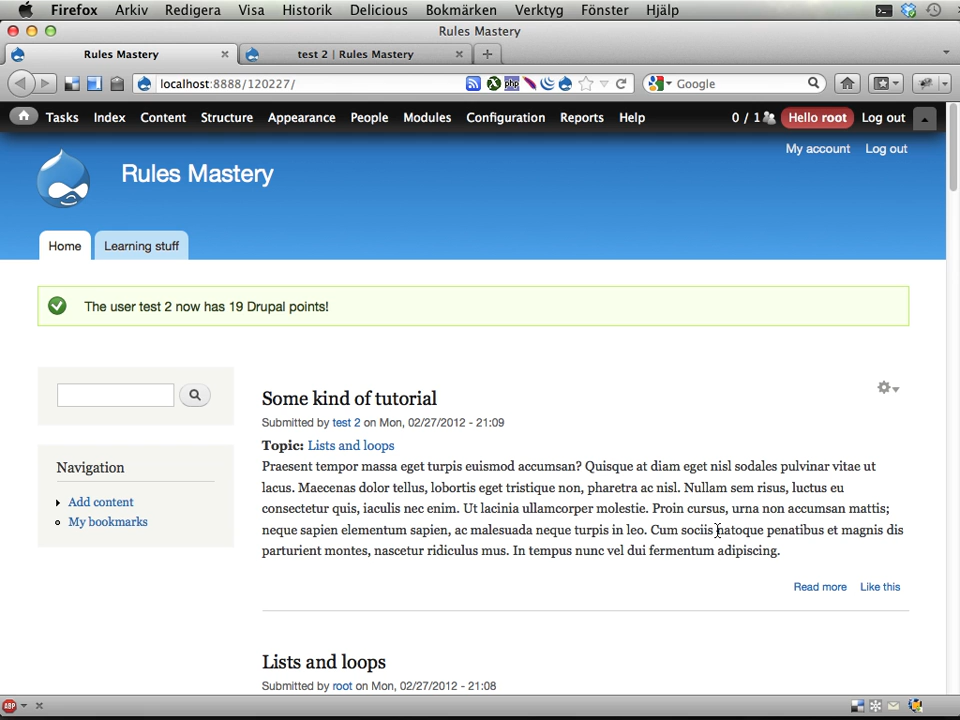 Firefox Arkiv Redigera Visa Historik Delicious Bokmärken Verktyg Fönster Hjälp
Rules Mastery
Rules Mastery test 2 | Rules Mastery
localhost:8888/120227/ php Google
Tasks Index Content Structure Appearance People Modules Configuration Reports Help 0 / 1 Hello root Log out
My account Log out
Rules Mastery
Home Learning stuff
The user test 2 now has 19 Drupal points!
Some kind of tutorial
Submitted by test 2 on Mon, 02/27/2012 - 21:09
Topic: Lists and loops
Praesent tempor massa eget turpis euismod accumsan? Quisque at diam eget nisl sodales pulvinar vitae ut
lacus. Maecenas dolor tellus, lobortis eget tristique non, pharetra ac nisl. Nullam sem risus, luctus eu
consectetur quis, iaculis nec enim. Ut lacinia ullamcorper molestie. Proin cursus, urna non accumsan mattis;
neque sapien elementum sapien, ac malesuada neque turpis in leo. Cum sociis natoque penatibus et magnis dis
parturient montes, nascetur ridiculus mus. In tempus nunc vel dui fermentum adipiscing.
Read more Like this
Navigation
Add content
My bookmarks
Lists and loops
Submitted by root on Mon, 02/27/2012 - 21:08
ABP